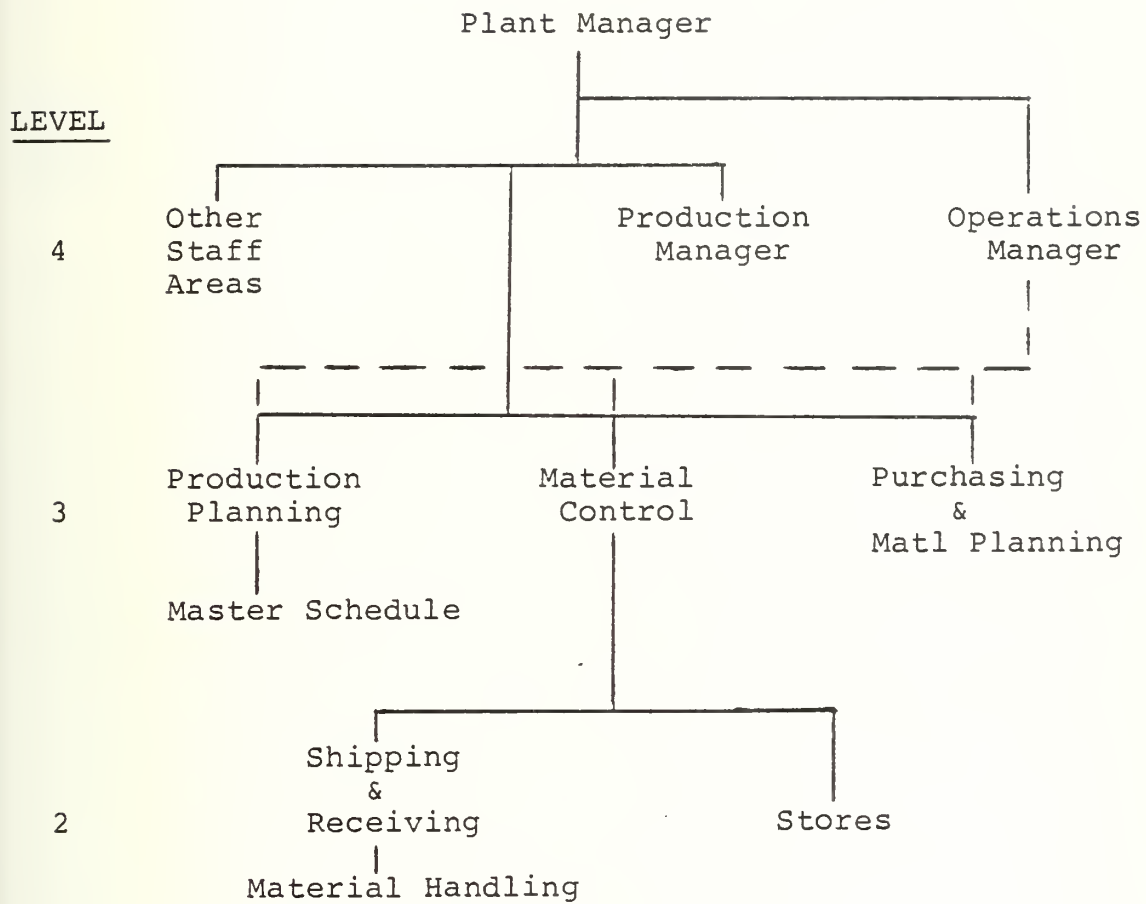 Plant Manager
LEVEL
4
Other
Staff
Areas
Production
Manager
Operations
Manager
3
Production
Planning
Material
Control
Purchasing
&
Matl Planning
Master Schedule
2
Shipping
&
Receiving
Stores
Material Handling